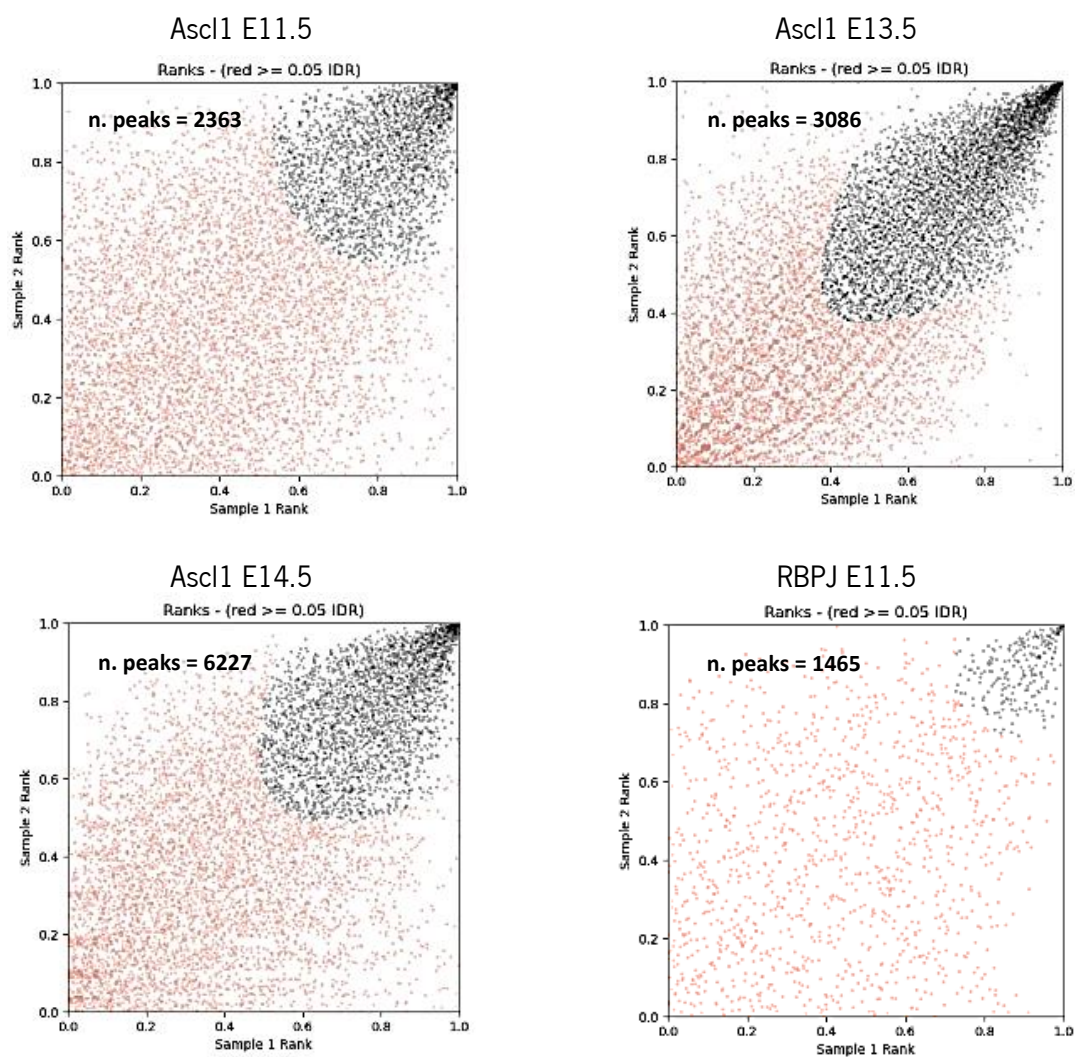 Ascl1 E11.5
Ranks - (red >= 0.05 IDR)
n. peaks = 2363
1.0
0.8
0.6
0.4
0.2
0.0
Sample 2 Rank
0.0 0.2 0.4 0.6 0.8 1.0
Sample 1 Rank
Ascl1 E13.5
Ranks - (red >= 0.05 IDR)
n. peaks = 3086
1.0
0.8
0.6
0.4
0.2
0.0
Sample 2 Rank
0.0 0.2 0.4 0.6 0.8 1.0
Sample 1 Rank
Ascl1 E14.5
Ranks - (red >= 0.05 IDR)
n. peaks = 6227
1.0
0.8
0.6
0.4
0.2
0.0
Sample 2 Rank
0.0 0.2 0.4 0.6 0.8 1.0
Sample 1 Rank
RBPJ E11.5
Ranks - (red >= 0.05 IDR)
n. peaks = 1465
1.0
0.8
0.6
0.4
0.2
0.0
Sample 2 Rank
0.0 0.2 0.4 0.6 0.8 1.0
Sample 1 Rank